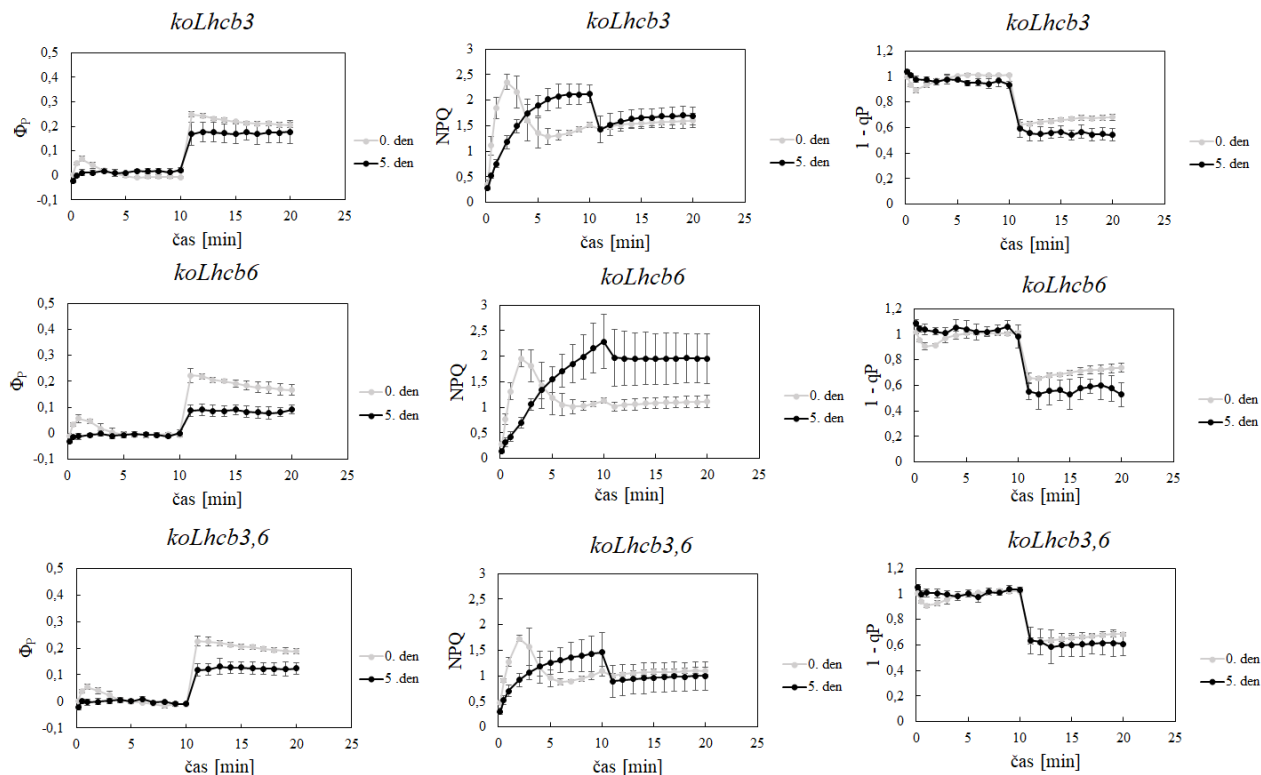 koLhcb3
koLhcb3
koLhcb3
0,5
0,4
0,3
0,2
0,1
0
-0,1
Φ_P
0
5
10
15
20
25
čas [min]
0. den
5. den
3
2,5
2
1,5
1
0,5
0
NPQ
0
5
10
15
20
25
čas [min]
0. den
5. den
1,2
1
0,8
0,6
0,4
0,2
0
1 - qP
0
5
10
15
20
25
čas [min]
0. den
5. den
koLhcb6
koLhcb6
koLhcb6
0,5
0,4
0,3
0,2
0,1
0
-0,1
Φ_P
0
5
10
15
20
25
čas [min]
0. den
5. den
3
2,5
2
1,5
1
0,5
0
NPQ
0
5
10
15
20
25
čas [min]
0. den
5. den
1,2
1
0,8
0,6
0,4
0,2
0
1 - qP
0
5
10
15
20
25
čas [min]
0. den
5. den
koLhcb3,6
koLhcb3,6
koLhcb3,6
0,5
0,4
0,3
0,2
0,1
0
-0,1
Φ_P
0
5
10
15
20
25
čas [min]
0. den
5 .den
3
2,5
2
1,5
1
0,5
0
NPQ
0
5
10
15
20
25
čas [min]
0. den
5. den
1,2
1
0,8
0,6
0,4
0,2
0
1 - qP
0
5
10
15
20
25
čas [min]
0. den
5. den